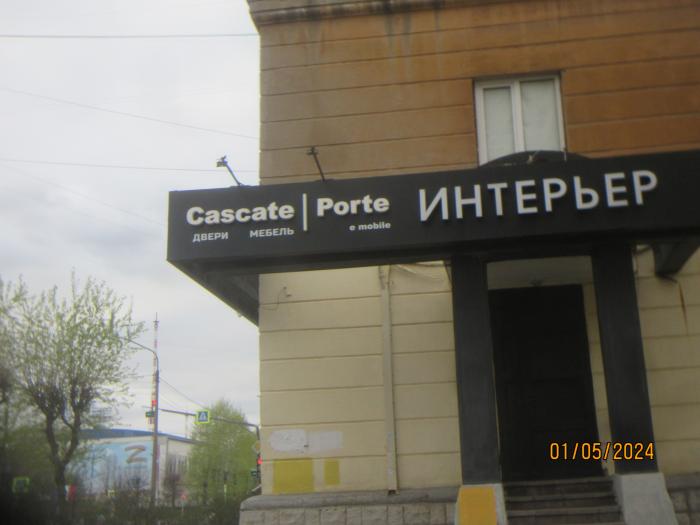 Cascate | Porte
ДВЕРИ МЕБЕЛЬ e mobile
ИНТЕРЬЕР
Z
01/05/2024